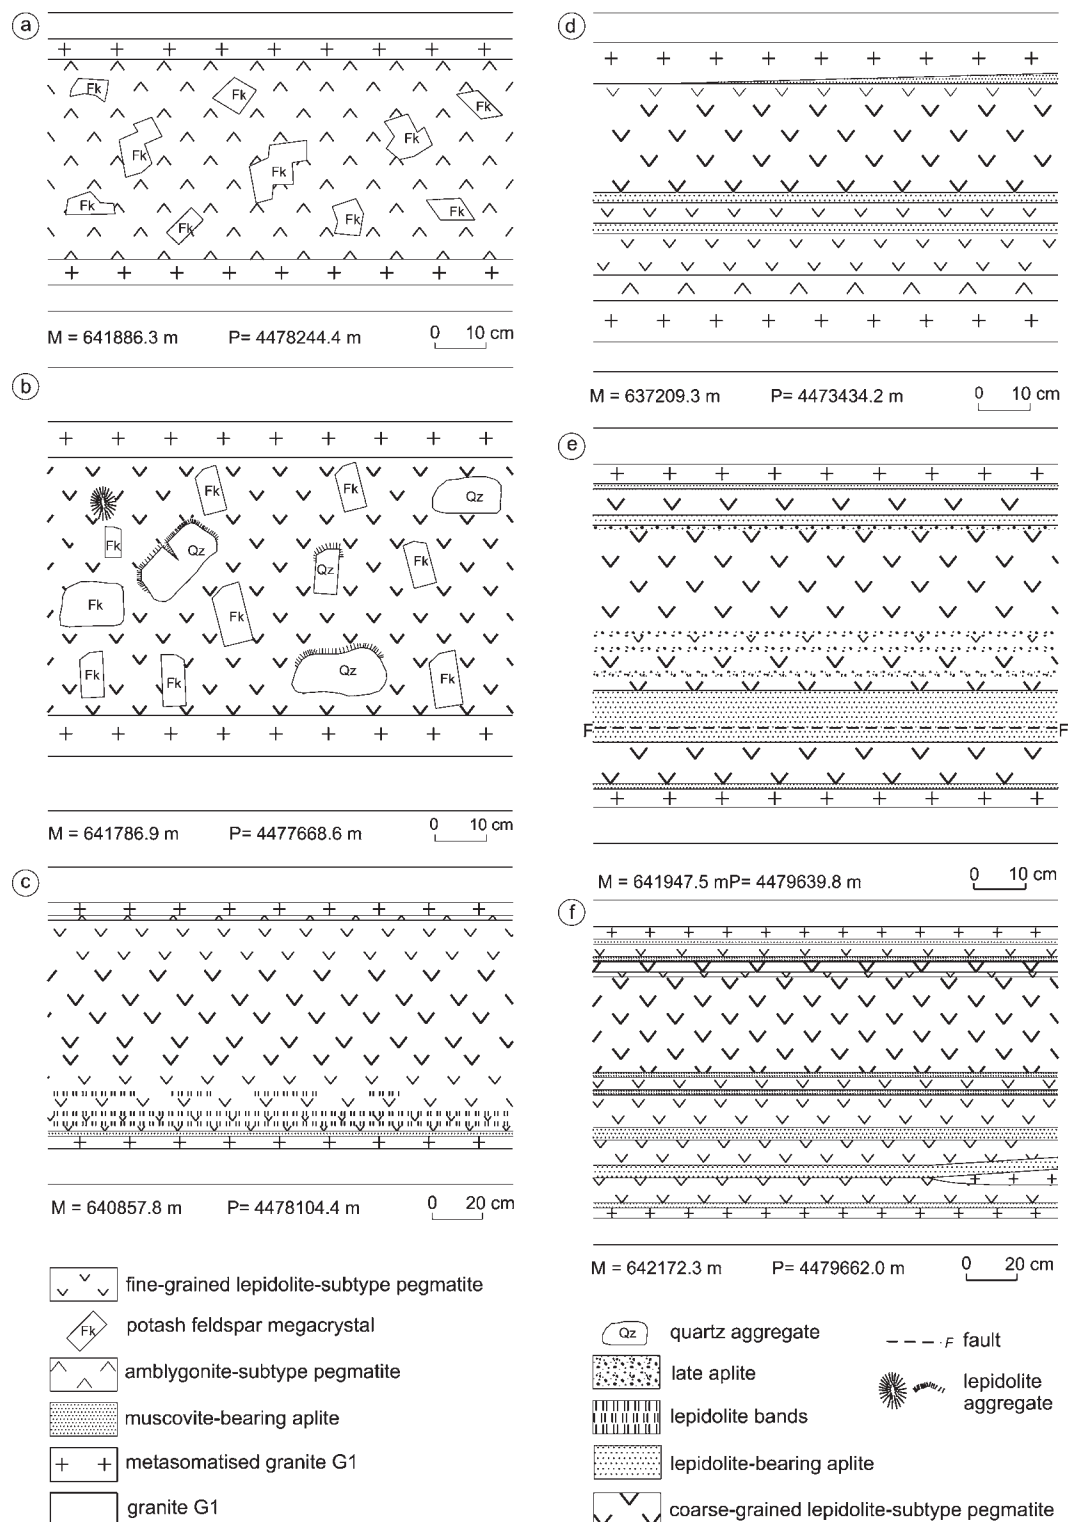 a
Fk
Fk
Fk
Fk
Fk
Fk
Fk
Fk
Fk
Fk
M = 641886.3 m P= 4478244.4 m 0 10 cm
b
Fk
Fk
Qz
Fk
Qz
Qz
Fk
Fk
Fk
Fk
Fk
Qz
Fk
M = 641786.9 m P= 4477668.6 m 0 10 cm
c
M = 640857.8 m P= 4478104.4 m 0 20 cm
d
M = 637209.3 m P= 4473434.2 m 0 10 cm
e
F F
M = 641947.5 mP= 4479639.8 m 0 10 cm
f
M = 642172.3 m P= 4479662.0 m 0 20 cm
fine-grained lepidolite-subtype pegmatite
Fk potash feldspar megacrystal
amblygonite-subtype pegmatite
muscovite-bearing aplite
metasomatised granite G1
granite G1
Qz quartz aggregate
late aplite
lepidolite bands
lepidolite-bearing aplite
coarse-grained lepidolite-subtype pegmatite
F fault
lepidolite
aggregate